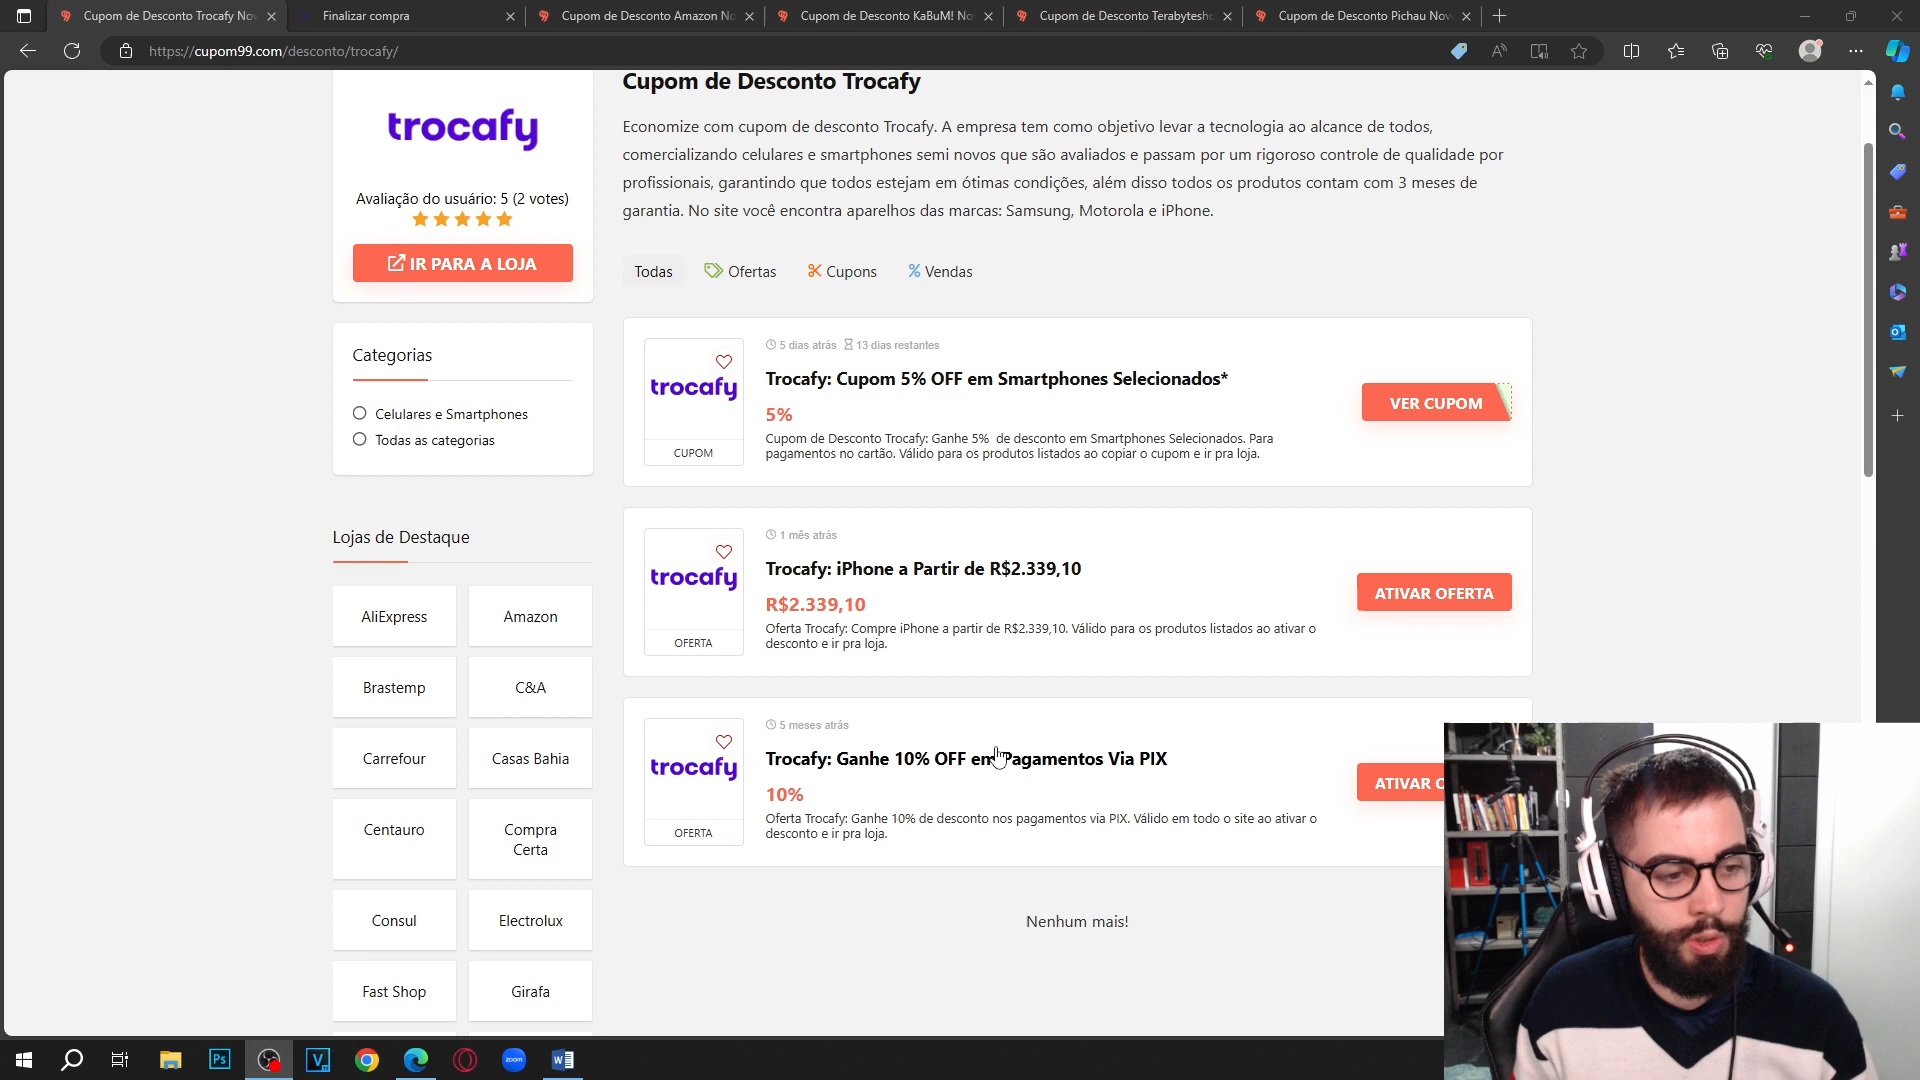 Cupom de Desconto Trocafy Nov
Finalizar compra
Cupom de Desconto Amazon No
Cupom de Desconto KaBuM! No
Cupom de Desconto Terabytesho
Cupom de Desconto Pichau Nov
https://cupom99.com/desconto/trocafy/
trocafy
Avaliação do usuário: 5 (2 votes)
IR PARA A LOJA
Categorias
Celulares e Smartphones
Todas as categorias
Lojas de Destaque
AliExpress
Amazon
Brastemp
C&A
Carrefour
Casas Bahia
Centauro
Compra
Certa
Consul
Electrolux
Fast Shop
Girafa
Cupom de Desconto Trocafy
Economize com cupom de desconto Trocafy. A empresa tem como objetivo levar a tecnologia ao alcance de todos,
comercializando celulares e smartphones semi novos que são avaliados e passam por um rigoroso controle de qualidade por
profissionais, garantindo que todos estejam em ótimas condições, além disso todos os produtos contam com 3 meses de
garantia. No site você encontra aparelhos das marcas: Samsung, Motorola e iPhone.
Todas
Ofertas
Cupons
Vendas
trocafy
CUPOM
5 dias atrás
13 dias restantes
Trocafy: Cupom 5% OFF em Smartphones Selecionados*
5%
Cupom de Desconto Trocafy: Ganhe 5% de desconto em Smartphones Selecionados. Para
pagamentos no cartão. Válido para os produtos listados ao copiar o cupom e ir pra loja.
VER CUPOM
trocafy
OFERTA
1 mês atrás
Trocafy: iPhone a Partir de R$2.339,10
R$2.339,10
Oferta Trocafy: Compre iPhone a partir de R$2.339,10. Válido para os produtos listados ao ativar o
desconto e ir pra loja.
ATIVAR OFERTA
trocafy
OFERTA
5 meses atrás
Trocafy: Ganhe 10% OFF em Pagamentos Via PIX
10%
Oferta Trocafy: Ganhe 10% de desconto nos pagamentos via PIX. Válido em todo o site ao ativar o
desconto e ir pra loja.
ATIVAR O
Nenhum mais!
Ps
V
zoom
W